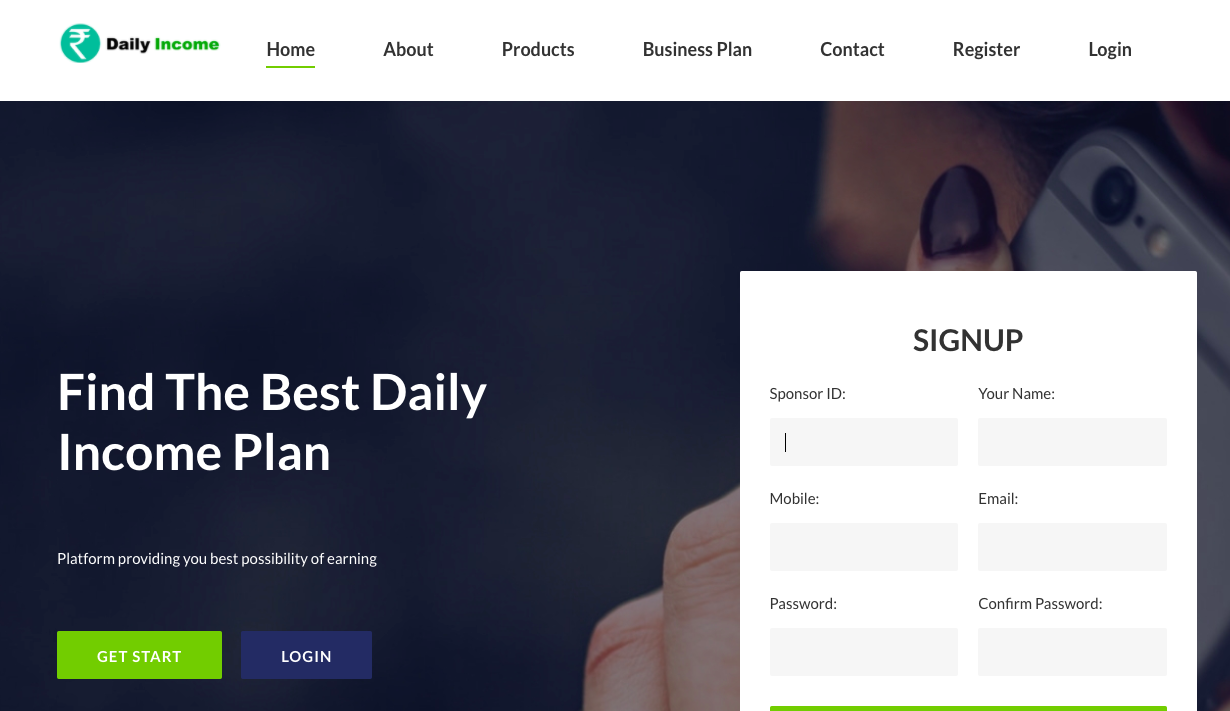 Daily Income
Home
About
Products
Business Plan
Contact
Register
Login
Find The Best Daily
Income Plan
Platform providing you best possibility of earning
GET START
LOGIN
SIGNUP
Sponsor ID:
Your Name:
Mobile:
Email:
Password:
Confirm Password: